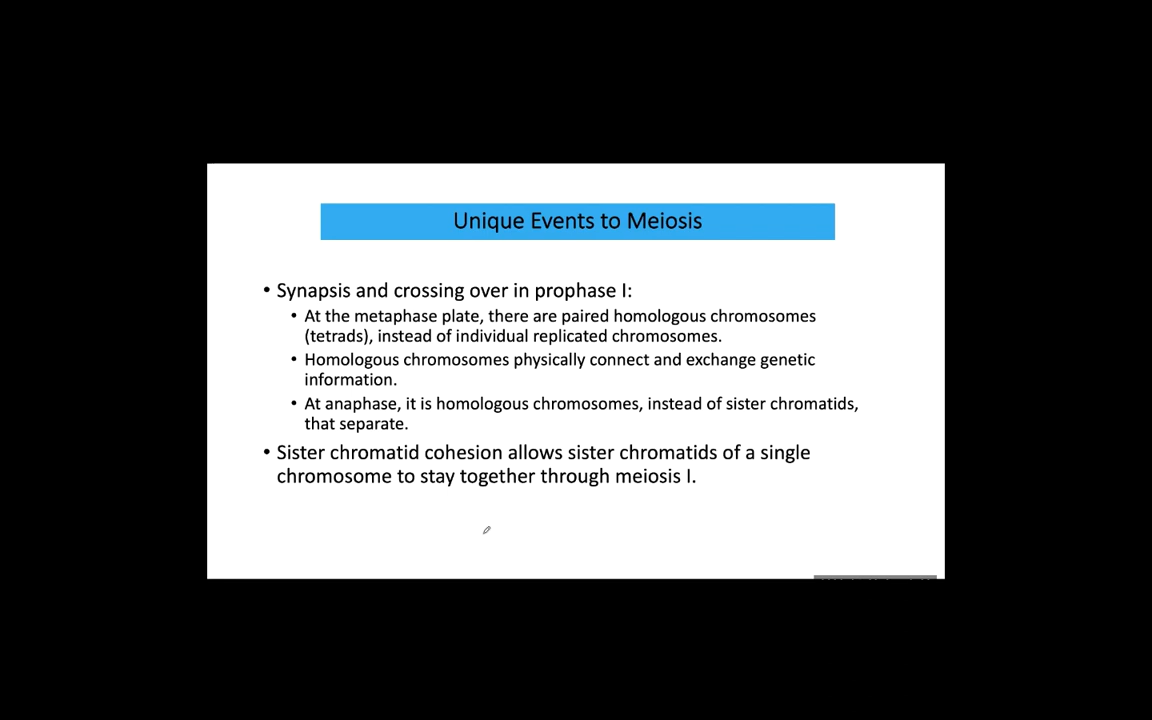 Unique Events to Meiosis
• Synapsis and crossing over in prophase I:
• At the metaphase plate, there are paired homologous chromosomes
(tetrads), instead of individual replicated chromosomes.
• Homologous chromosomes physically connect and exchange genetic
information.
• At anaphase, it is homologous chromosomes, instead of sister chromatids,
that separate.
• Sister chromatid cohesion allows sister chromatids of a single
chromosome to stay together through meiosis I.